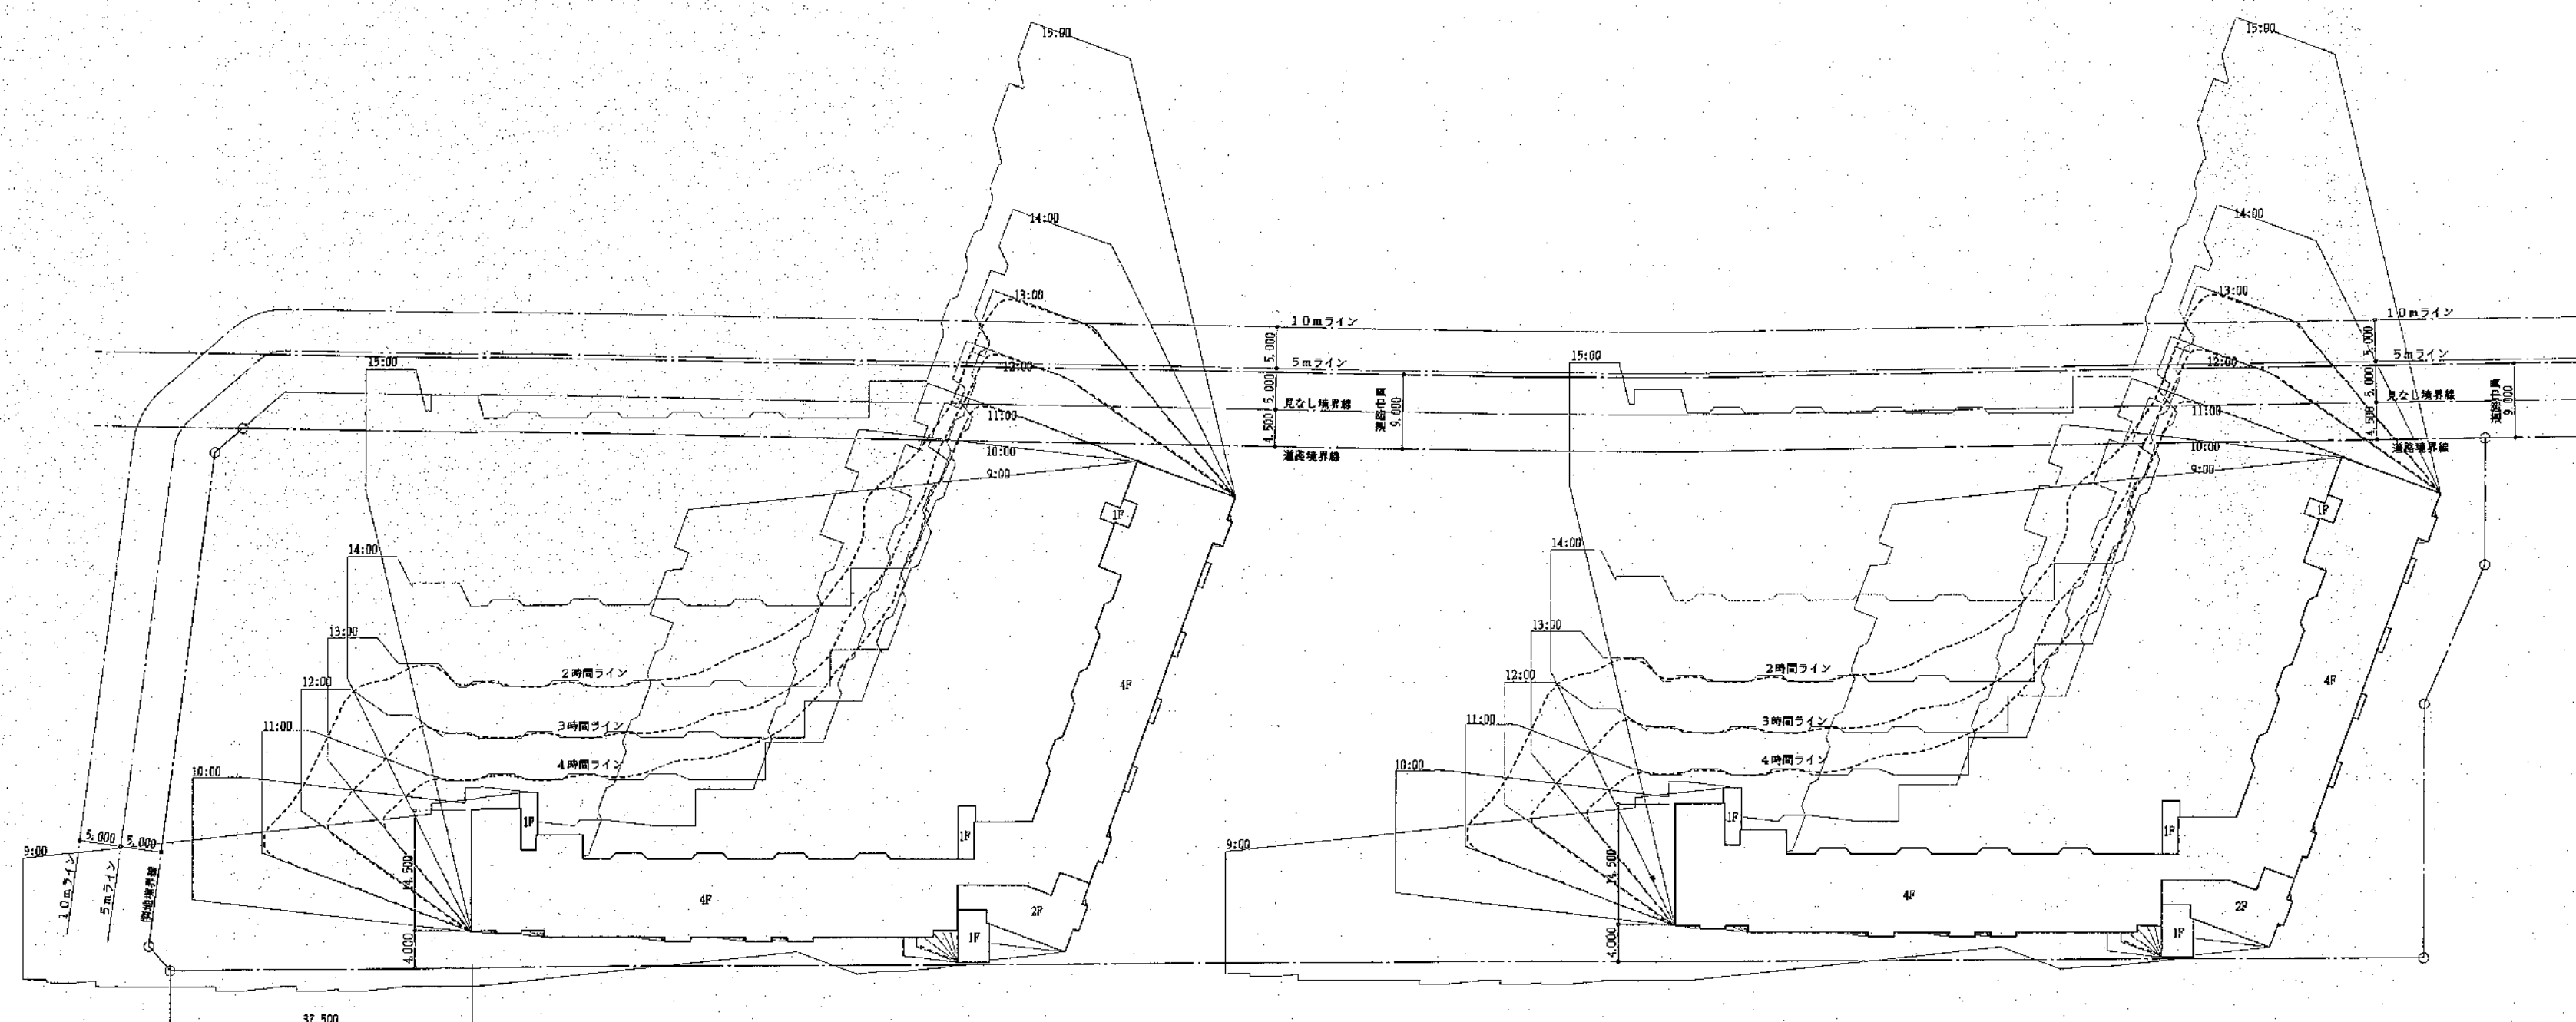 15:00
14:00
13:00
12:00
11:00
10:00
9:00
10mライン
5mライン
見なし境界線
道路境界線
5,000
5,000
4,500
道路巾員
9,000
15:00
14:00
13:00
12:00
11:00
10:00
9:00
2時間ライン
3時間ライン
4時間ライン
1F
4F
1F
1F
4F
2F
1F
5,000
5,000
10mライン
5mライン
隣地境界線
14,500
4,000
37,500
15:00
14:00
13:00
12:00
11:00
10:00
9:00
10mライン
5mライン
見なし境界線
道路境界線
5,000
5,000
4,500
道路巾員
9,000
15:00
14:00
13:00
12:00
11:00
10:00
9:00
2時間ライン
3時間ライン
4時間ライン
1F
4F
1F
1F
4F
2F
1F
14,500
4,000